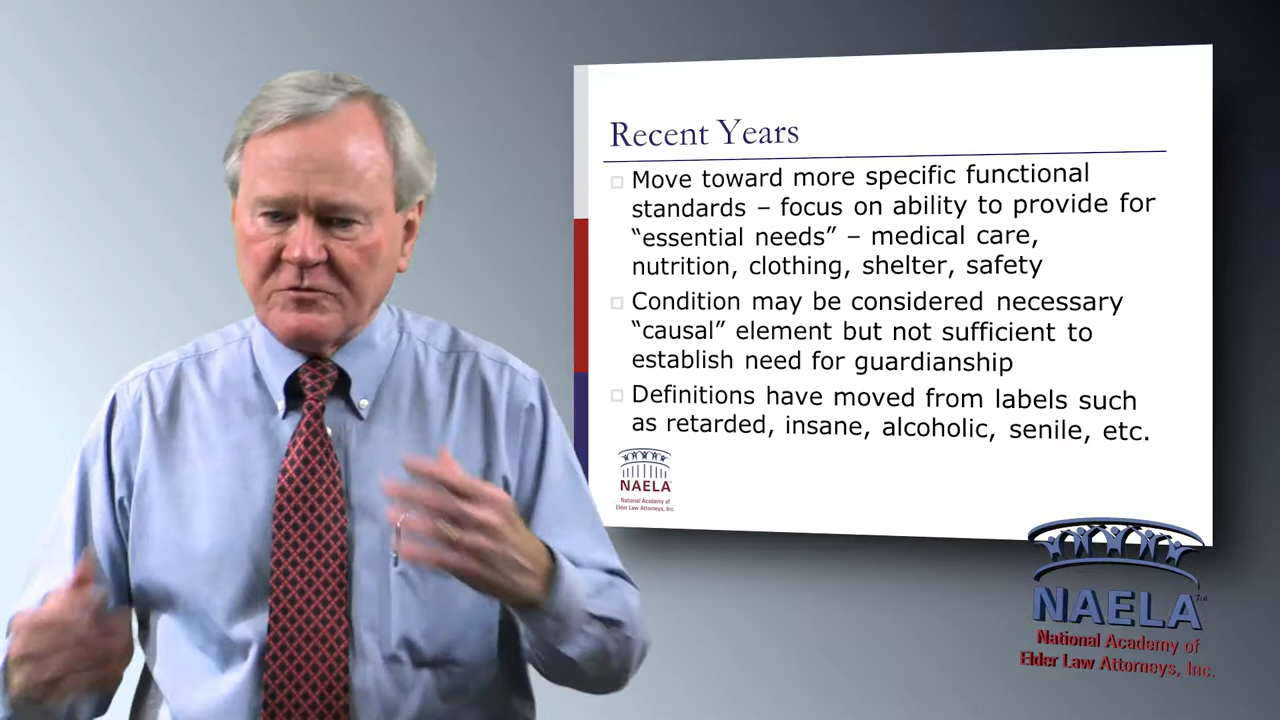 Recent Years
Move toward more specific functional
standards – focus on ability to provide for
“essential needs” – medical care,
nutrition, clothing, shelter, safety
Condition may be considered necessary
“causal” element but not sufficient to
establish need for guardianship
Definitions have moved from labels such
as retarded, insane, alcoholic, senile, etc.
NAELA
National Academy of
Elder Law Attorneys, Inc.
NAELA™
National Academy of
Elder Law Attorneys, Inc.